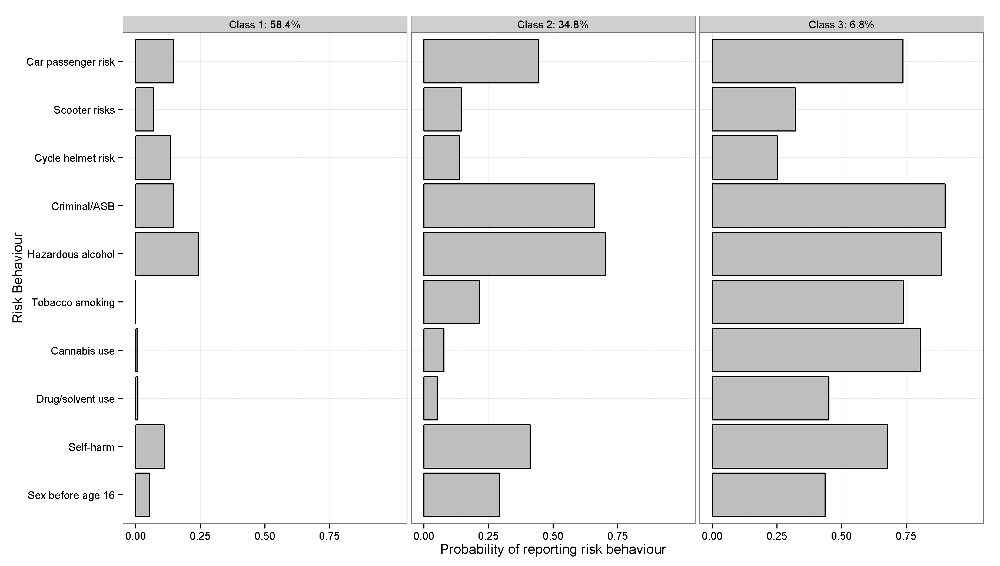 Class 1: 58.4%
Class 2: 34.8%
Class 3: 6.8%
Risk Behaviour
Car passenger risk
Scooter risks
Cycle helmet risk
Criminal/ASB
Hazardous alcohol
Tobacco smoking
Cannabis use
Drug/solvent use
Self-harm
Sex before age 16
0.00 0.25 0.50 0.75
0.00 0.25 0.50 0.75
0.00 0.25 0.50 0.75
Probability of reporting risk behaviour